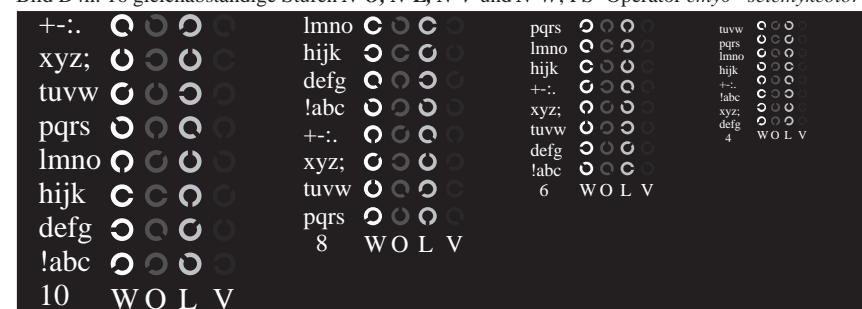 +-:.
xyz;
tuvw
pqrs
lmno
hijk
defg
!abc
10 W O L V
lmno
hijk
defg
!abc
+-:.
xyz;
tuvw
pqrs
8 W O L V
pqrs
lmno
hijk
+-:.
xyz;
tuvw
defg
!abc
6 W O L V
tuvw
pqrs
lmno
hijk
+-:.
!abc
xyz;
defg
4 W O L V